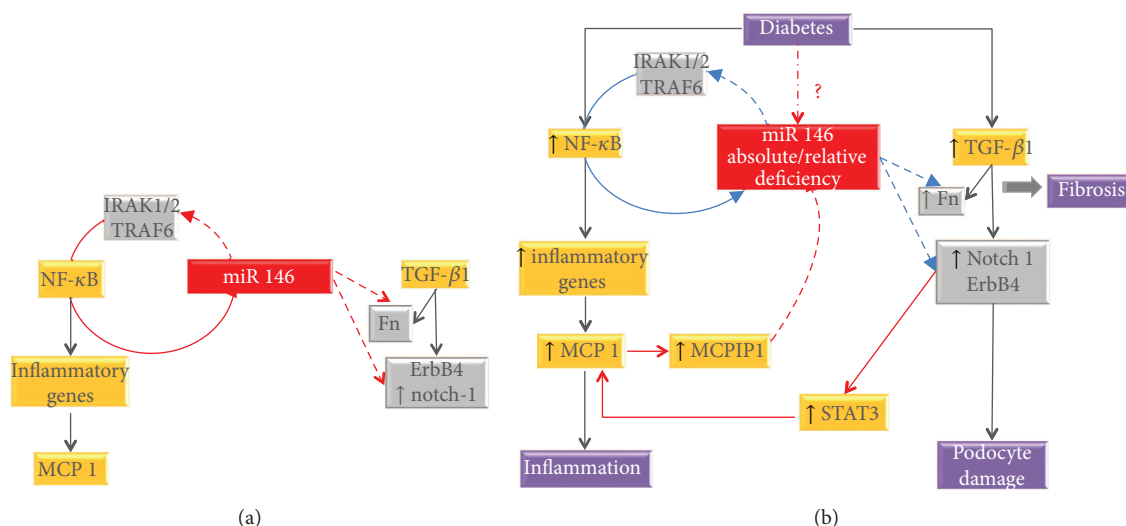 IRAK1/2
TRAF6
NF-κB
miR 146
TGF-β1
Fn
Inflammatory
genes
ErbB4
↑ notch-1
MCP 1
(a)
Diabetes
IRAK1/2
TRAF6
?
↑ NF-κB
miR 146
absolute/relative
deficiency
↑ TGF-β1
↑ Fn
Fibrosis
↑ inflammatory
genes
↑ Notch 1
ErbB4
↑ MCP 1
↑ MCPIP1
↑ STAT3
Inflammation
Podocyte
damage
(b)